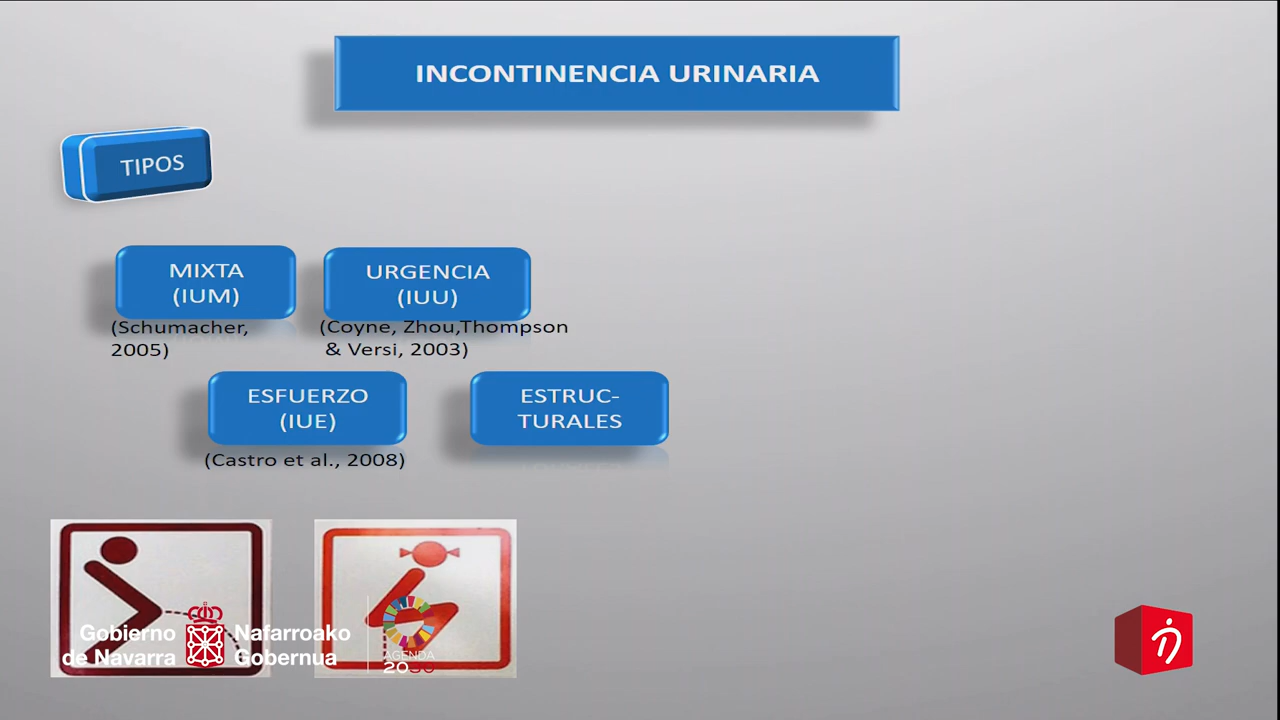 INCONTINENCIA URINARIA
TIPOS
MIXTA
(IUM)
URGENCIA
(IUU)
(Schumacher,
2005)
(Coyne, Zhou,Thompson
& Versi, 2003)
ESFUERZO
(IUE)
ESTRUC-
TURALES
(Castro et al., 2008)
Gobierno
de Navarra
Nafarroako
Gobernua
AGENDA
2030